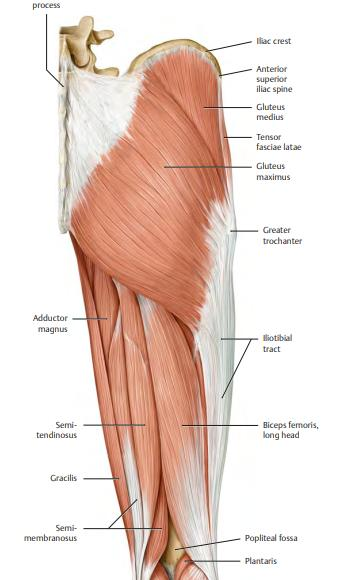 process
Iliac crest
Anterior
superior
iliac spine
Gluteus
medius
Tensor
fasciae latae
Gluteus
maximus
Greater
trochanter
Adductor
magnus
Iliotibial
tract
Semi-
tendinosus
Biceps femoris,
long head
Gracilis
Semi-
membranosus
Popliteal fossa
Plantaris